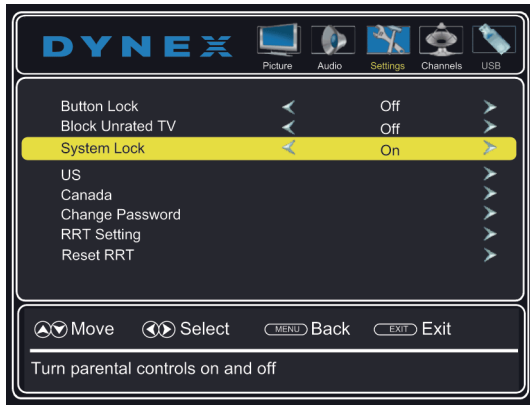 DYNEX
Picture Audio Settings Channels USB
Button Lock Off
Block Unrated TV Off
System Lock On
US
Canada
Change Password
RRT Setting
Reset RRT
Move Select MENU Back EXIT Exit
Turn parental controls on and off